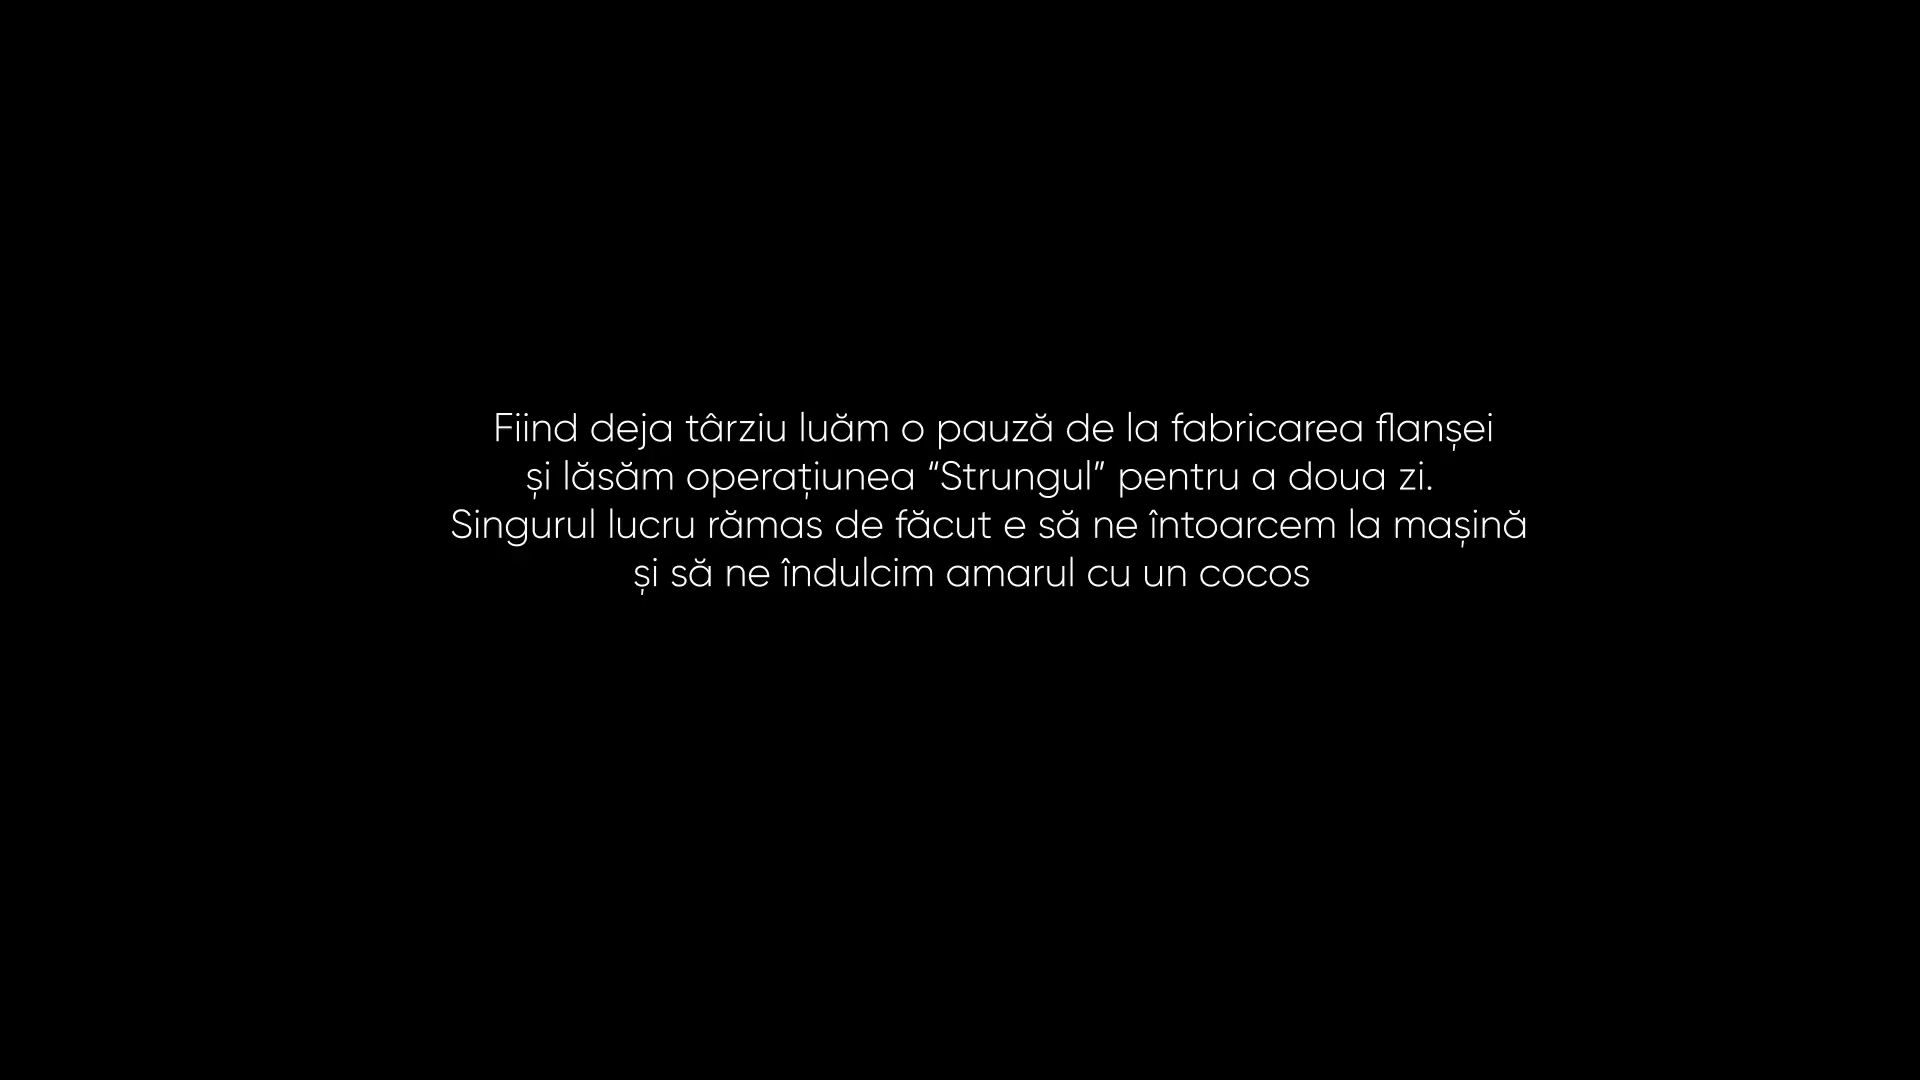 Fiind deja târziu luăm o pauză de la fabricarea flanșei
și lăsăm operațiunea “Strungul” pentru a doua zi.
Singurul lucru rămas de făcut e să ne întoarcem la mașină
și să ne îndulcim amarul cu un cocos